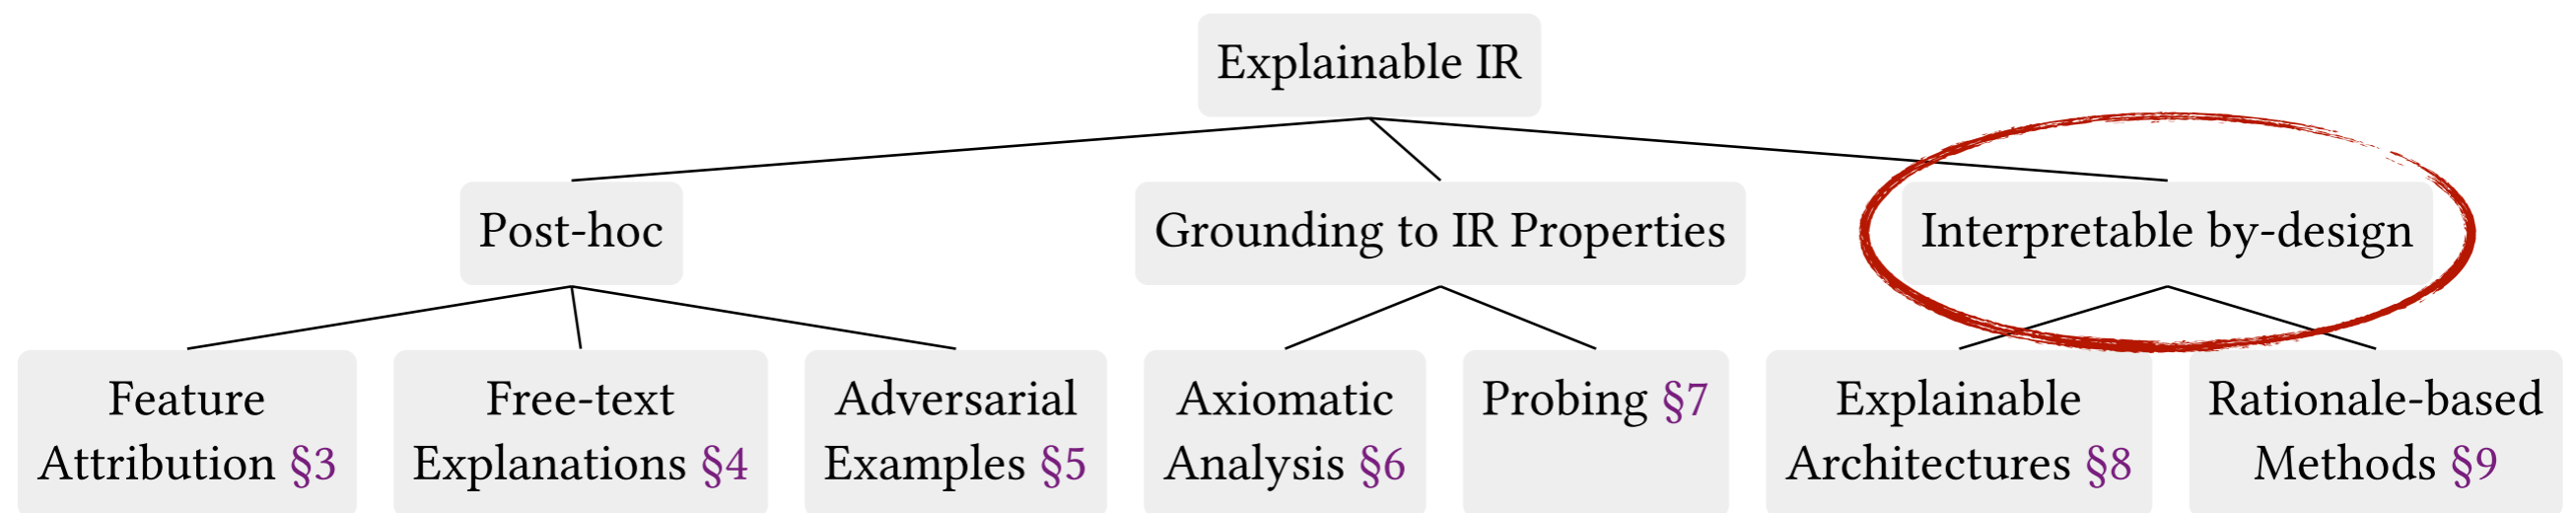 Explainable IR
Post-hoc
Grounding to IR Properties
Interpretable by-design
Feature
Attribution §3
Free-text
Explanations §4
Adversarial
Examples §5
Axiomatic
Analysis §6
Probing §7
Explainable
Architectures §8
Rationale-based
Methods §9